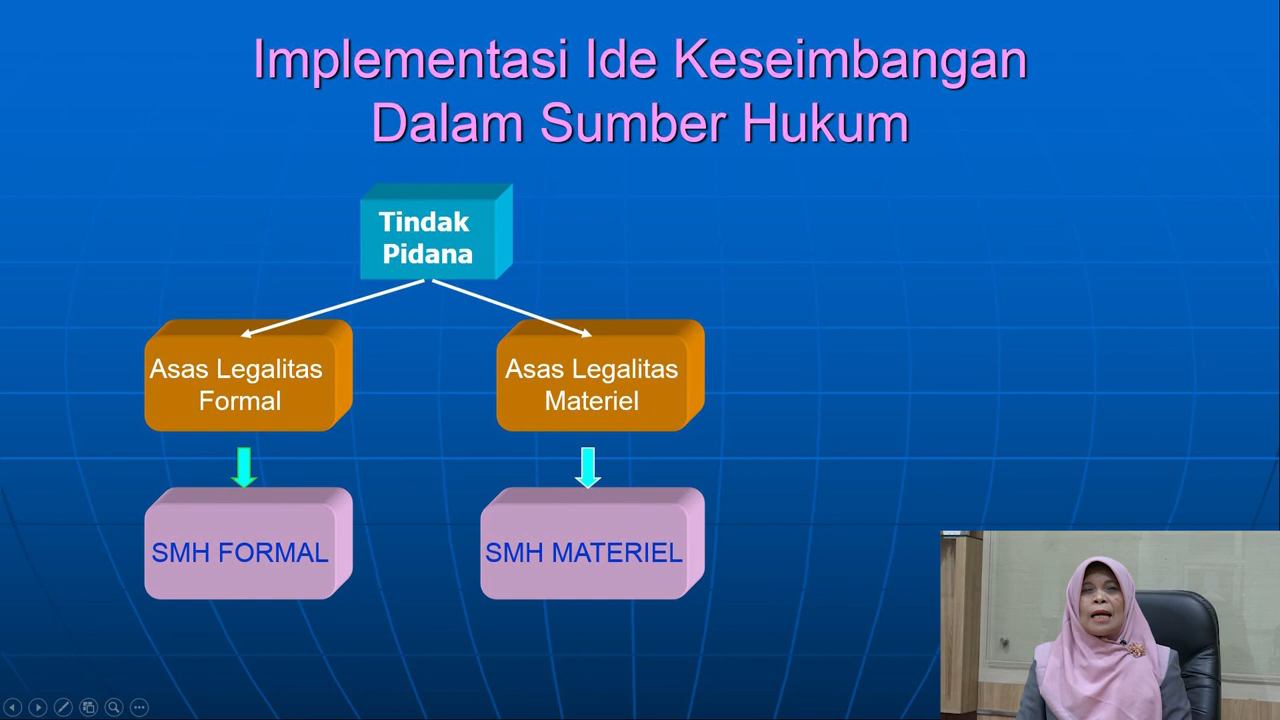 Implementasi Ide Keseimbangan
Dalam Sumber Hukum
Tindak
Pidana
Asas Legalitas
Formal
Asas Legalitas
Materiel
SMH FORMAL
SMH MATERIEL